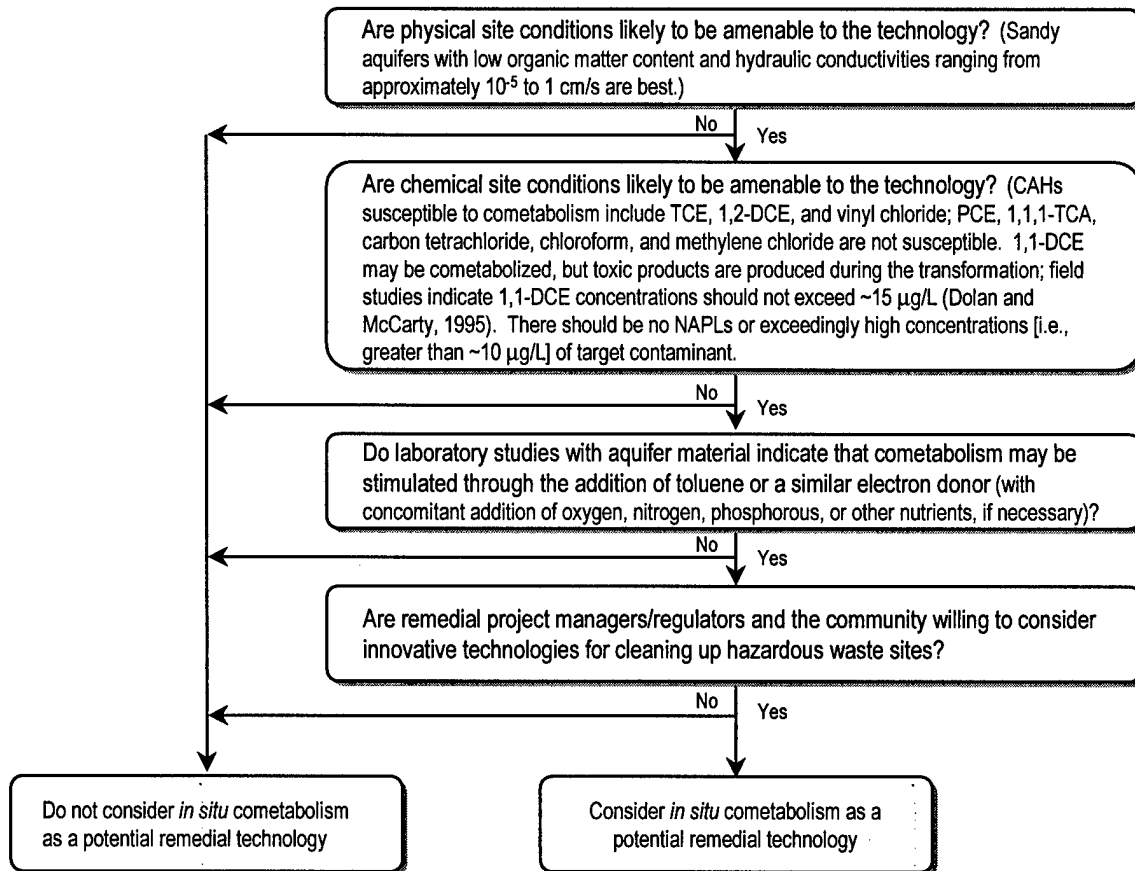 Are physical site conditions likely to be amenable to the technology? (Sandy
aquifers with low organic matter content and hydraulic conductivities ranging from
approximately 10⁻⁵ to 1 cm/s are best.)
No
Yes
Are chemical site conditions likely to be amenable to the technology? (CAHs
susceptible to cometabolism include TCE, 1,2-DCE, and vinyl chloride; PCE, 1,1,1-TCA,
carbon tetrachloride, chloroform, and methylene chloride are not susceptible. 1,1-DCE
may be cometabolized, but toxic products are produced during the transformation; field
studies indicate 1,1-DCE concentrations should not exceed ~15 μg/L (Dolan and
McCarty, 1995). There should be no NAPLs or exceedingly high concentrations [i.e.,
greater than ~10 μg/L] of target contaminant.
No
Yes
Do laboratory studies with aquifer material indicate that cometabolism may be
stimulated through the addition of toluene or a similar electron donor (with
concomitant addition of oxygen, nitrogen, phosphorous, or other nutrients, if necessary)?
No
Yes
Are remedial project managers/regulators and the community willing to consider
innovative technologies for cleaning up hazardous waste sites?
No
Yes
Do not consider in situ cometabolism
as a potential remedial technology
Consider in situ cometabolism as a
potential remedial technology